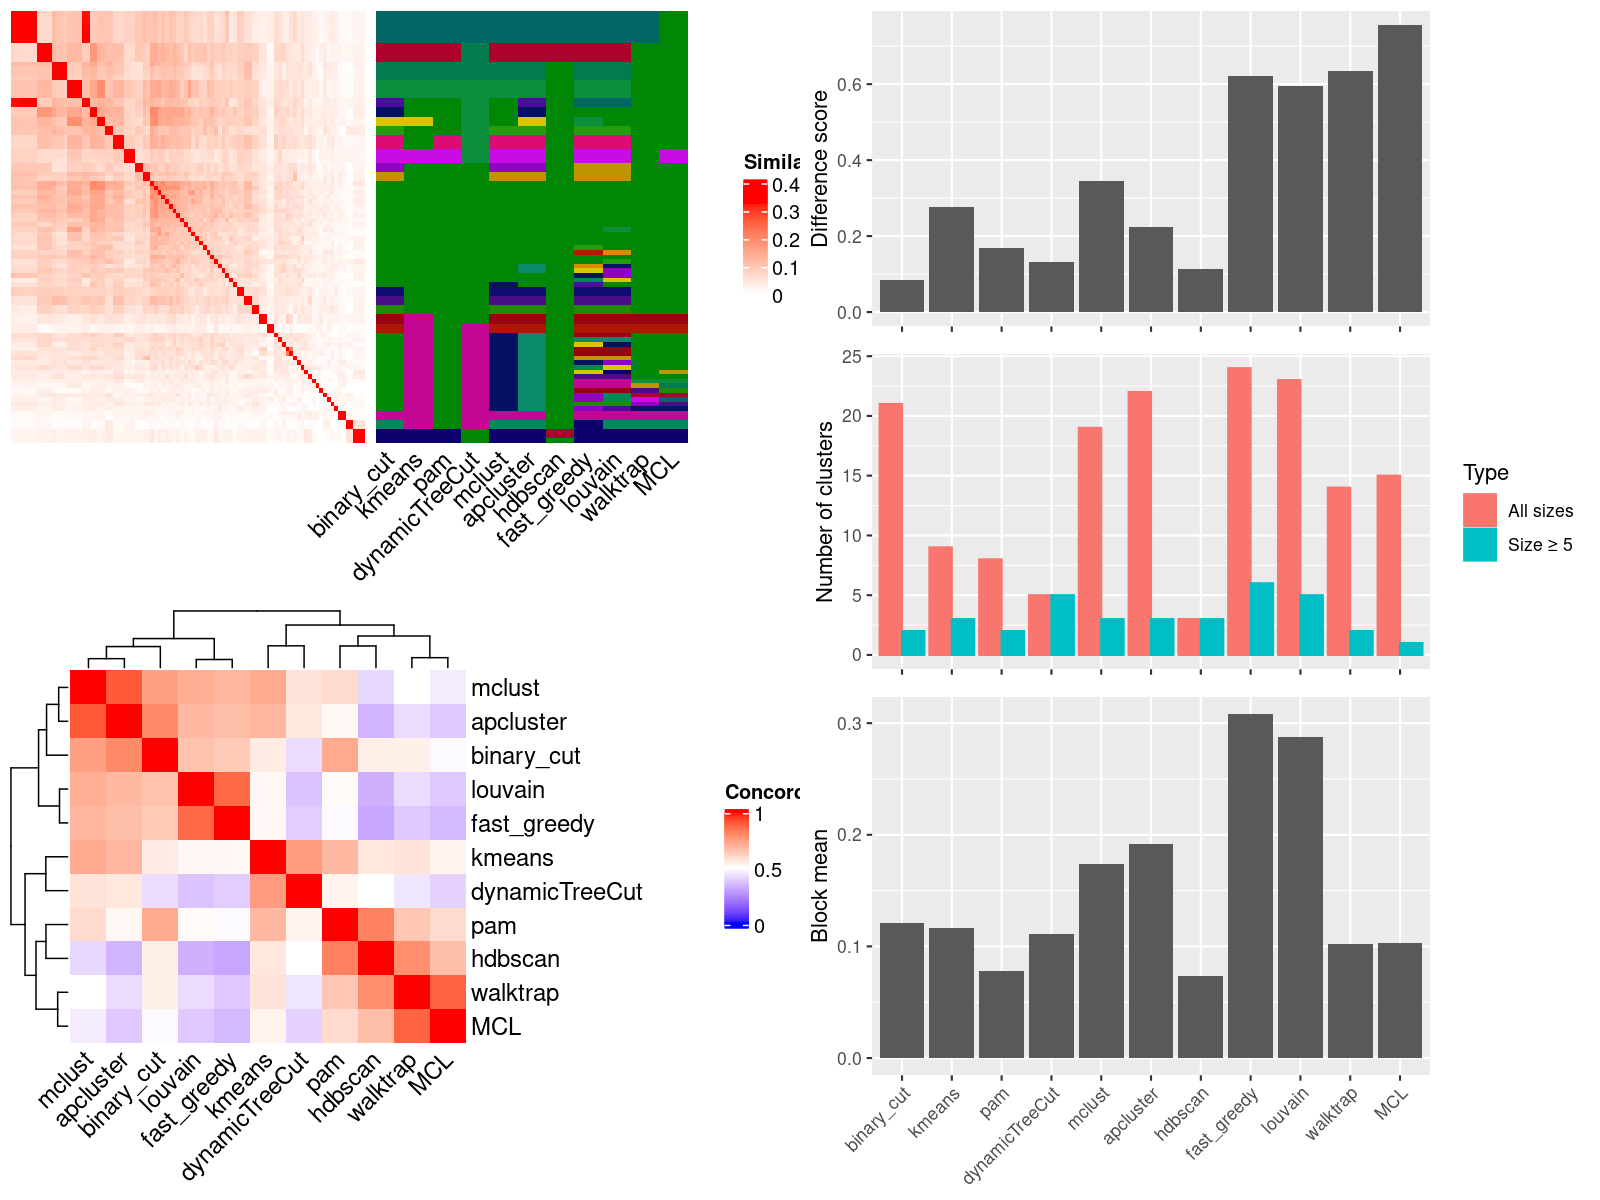 Simila
0.4
0.3
0.2
0.1
0
binary_cut
kmeans
pam
dynamicTreeCut
mclust
apcluster
hdbscan
fast_greedy
louvain
walktrap
MCL
mclust
apcluster
binary_cut
louvain
fast_greedy
kmeans
dynamicTreeCut
pam
hdbscan
walktrap
MCL
mclust
apcluster
binary_cut
louvain
fast_greedy
kmeans
dynamicTreeCut
pam
hdbscan
walktrap
MCL
Concord
1
0.5
0
Difference score
0.6
0.4
0.2
0.0
Number of clusters
25
20
15
10
5
0
Type
All sizes
Size ≥ 5
Block mean
0.3
0.2
0.1
0.0
binary_cut
kmeans
pam
dynamicTreeCut
mclust
apcluster
hdbscan
fast_greedy
louvain
walktrap
MCL